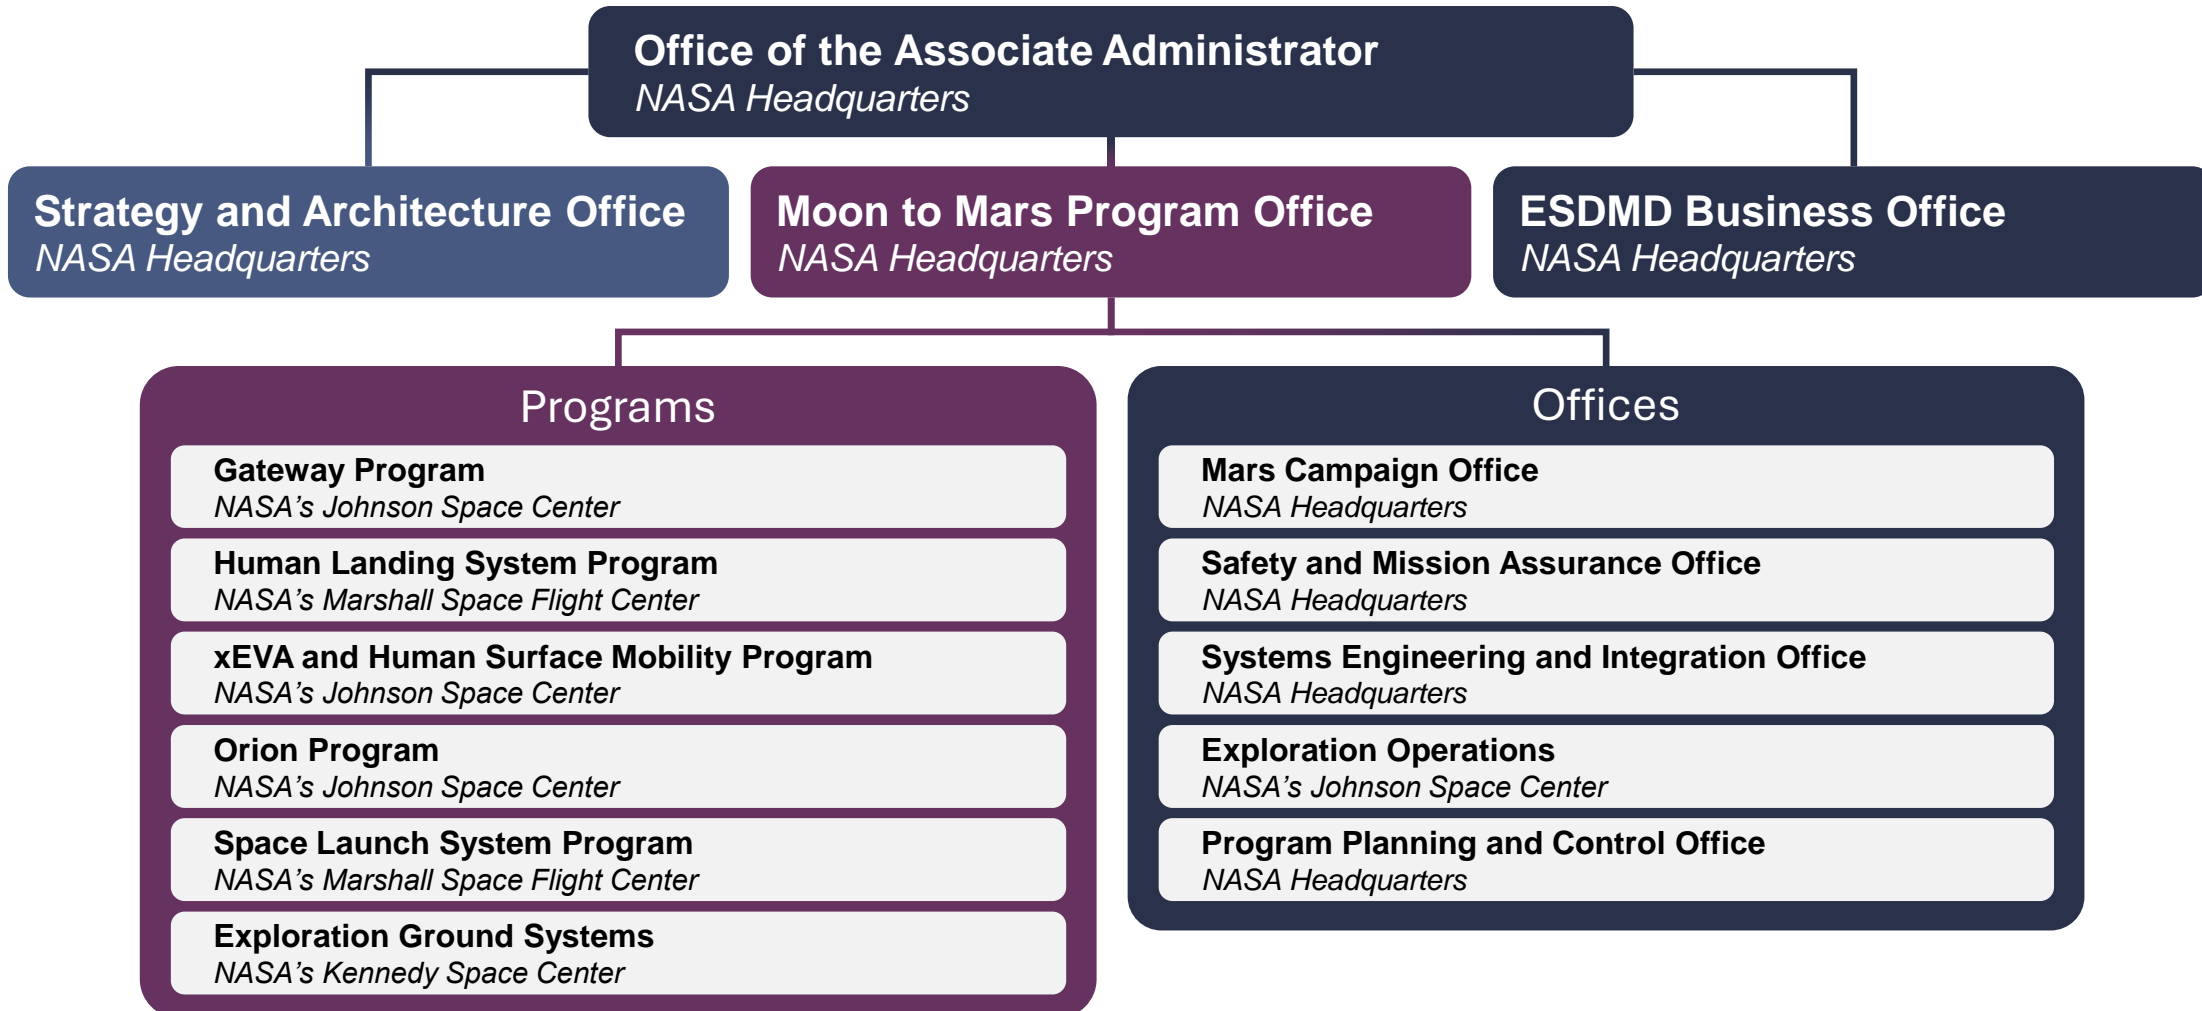 Office of the Associate Administrator
NASA Headquarters
Strategy and Architecture Office
NASA Headquarters
Moon to Mars Program Office
NASA Headquarters
ESDMD Business Office
NASA Headquarters
Programs
Gateway Program
NASA’s Johnson Space Center
Human Landing System Program
NASA’s Marshall Space Flight Center
xEVA and Human Surface Mobility Program
NASA’s Johnson Space Center
Orion Program
NASA’s Johnson Space Center
Space Launch System Program
NASA’s Marshall Space Flight Center
Exploration Ground Systems
NASA’s Kennedy Space Center
Offices
Mars Campaign Office
NASA Headquarters
Safety and Mission Assurance Office
NASA Headquarters
Systems Engineering and Integration Office
NASA Headquarters
Exploration Operations
NASA’s Johnson Space Center
Program Planning and Control Office
NASA Headquarters